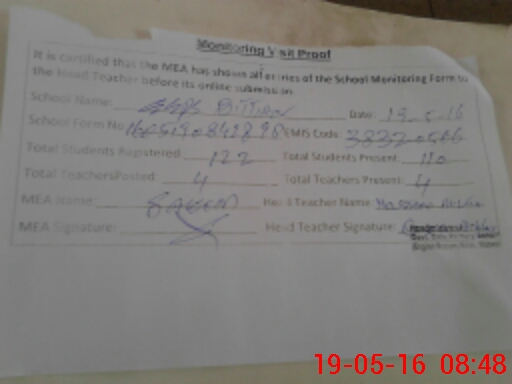 Monitoring Visit Proof
It is certified that the MEA has shown all entries of the School Monitoring Form to
the Head Teacher before its online submission
School Name: Date: 19-5-16
School Form No EMIS Code:
Total Students Registered: 122 Total Students Present: 110
Total TeachersPosted: 4 Total Teachers Present: 4
MEA Name: SAEED Head Teacher Name:
MEA Signature: Head Teacher Signature:
19-05-16 08:48